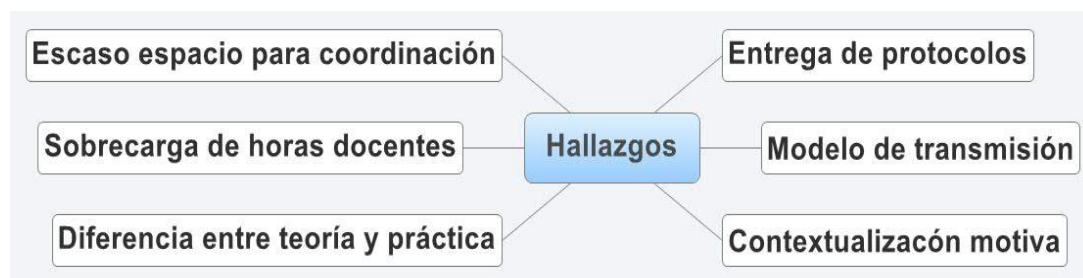 Escaso espacio para coordinación
Entrega de protocolos
Sobrecarga de horas docentes
Hallazgos
Modelo de transmisión
Diferencia entre teoría y práctica
Contextualizacón motiva